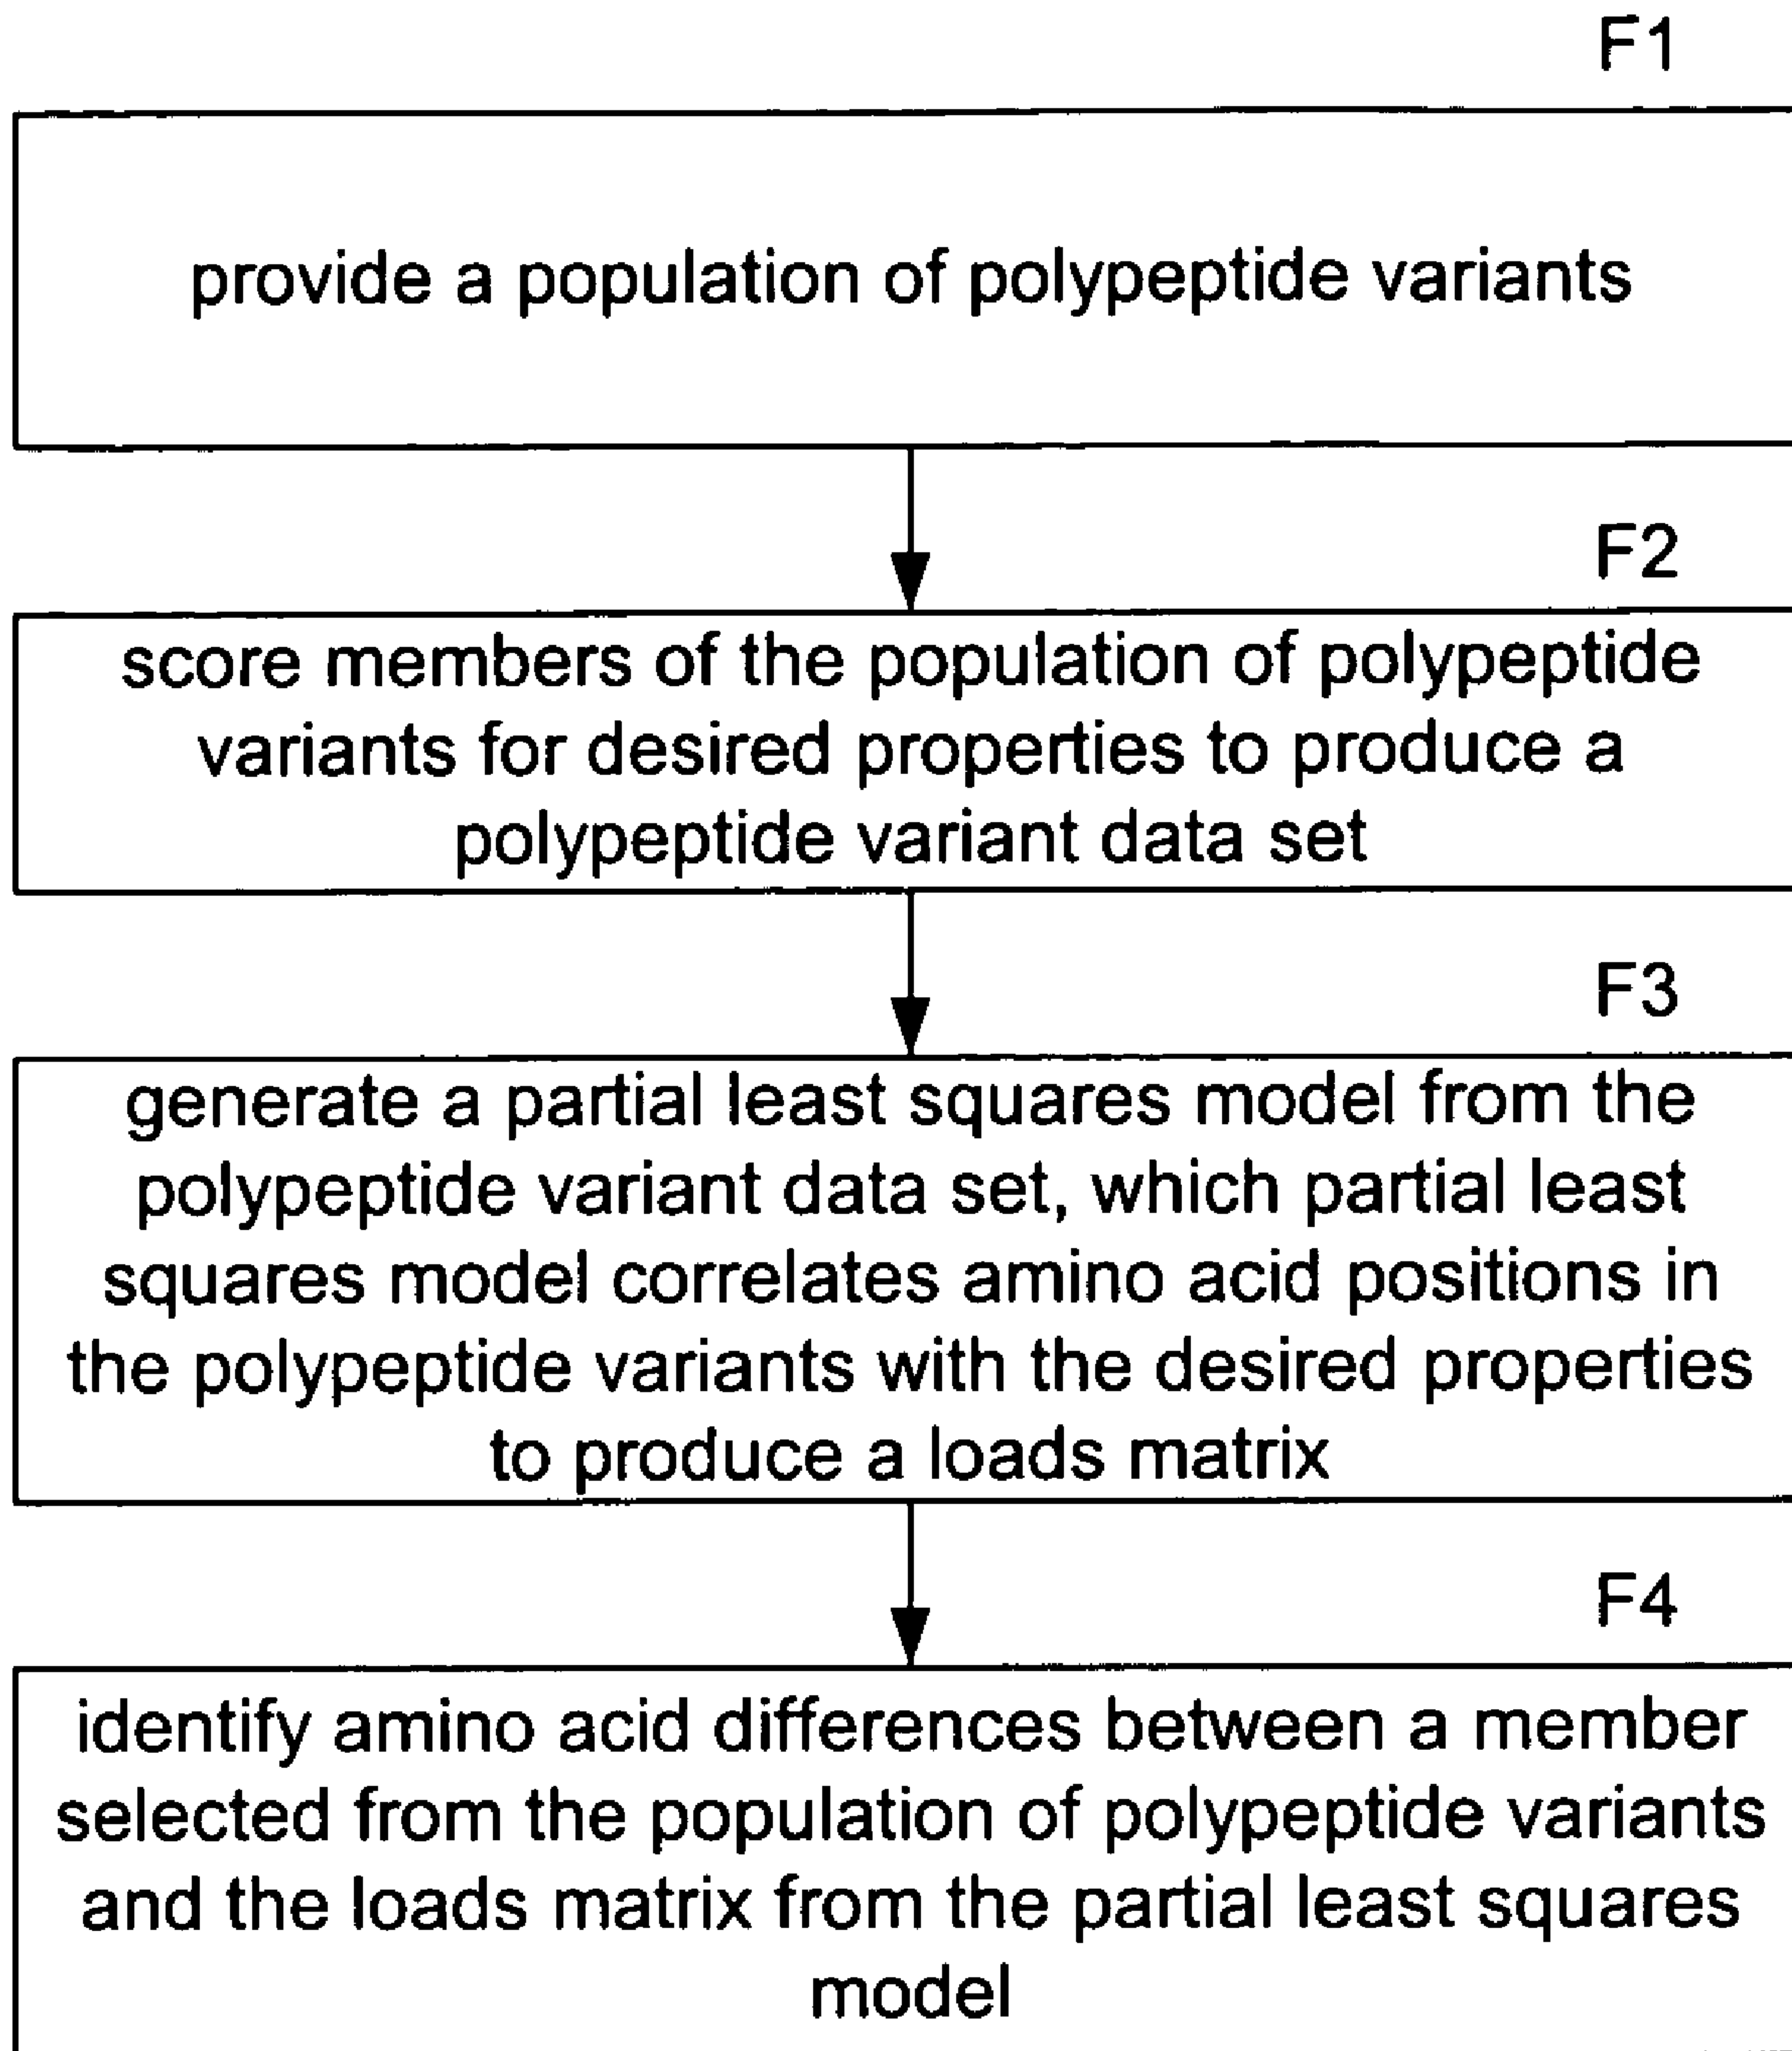 F1
provide a population of polypeptide variants
F2
score members of the population of polypeptide
variants for desired properties to produce a
polypeptide variant data set
F3
generate a partial least squares model from the
polypeptide variant data set, which partial least
squares model correlates amino acid positions in
the polypeptide variants with the desired properties
to produce a loads matrix
F4
identify amino acid differences between a member
selected from the population of polypeptide variants
and the loads matrix from the partial least squares
model